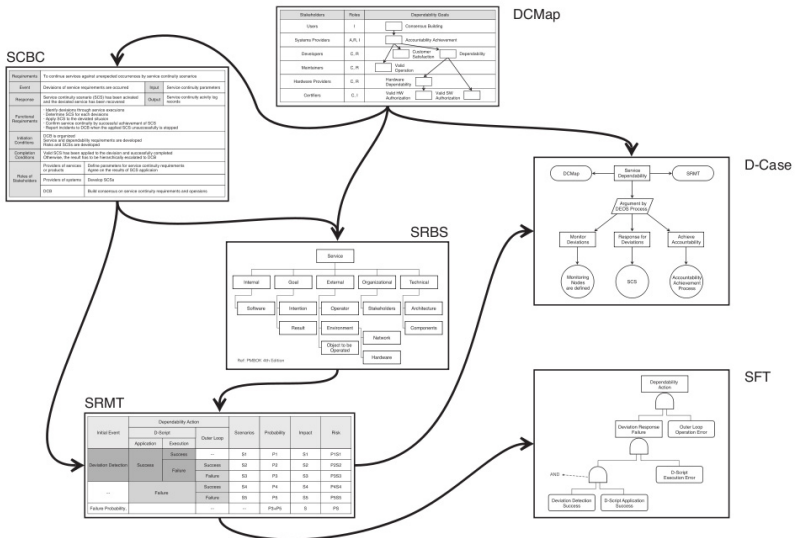 DCMap
Stakeholders Roles Dependability Goals
Users I Consensus Building
Systems Providers A,R, I Accountability Achievement
Developers C, R Customer Satisfaction Dependability
Maintainers C, R Valid Operation
Hardware Providers C, R Hardware Dependability
Certifiers C, I Valid HW Authorization Valid SW Authorization
SCBC
Requirements To continue services against unexpected occurrences by service continuity scenarios
Event Deviations of service requirements are occurred Input Service continuity parameters
Response Service continuity scenario (SCS) has been activated and the deviated service has been recovered Output Service continuity log records
Functional Requirements
- Identify deviations through service executions
- Determine SCS for each deviations
- Apply SCS to the deviated situation
- Confirm service continuity by successful achievement of SCS
- Report incidents to DCB when the applied SCS unsuccessfully is stopped
Initiation Conditions
DCB is organized
Service and dependability requirements are developed
Risks and SCSs are developed
Completion Conditions
Valid SCS has been applied to the deviation and successfully completed
Otherwise, the result has to be hierarchically escalated to DCB
Roles of Stakeholders
Providers of services or products
Define parameters for service continuity requirements
Agree on the results of SCS application
Providers of systems Develop SCSs
DCB Build consensus on service continuity requirements and operations
D-Case
DCMap Service Dependability SRMT
Argument by DEOS Process
Monitor Deviations Response for Deviations Achieve Accountability
Monitoring Nodes are defined SCS Accountability Achievement Process
SRBS
Service
Internal Goal External Organizational Technical
Software Intention Operator Stakeholders Architecture
Result Environment Network Components
Object to be Operated Hardware
Ref: PMBOK 4th Edition
SRMT
Initial Event Dependability Action Scenarios Probability Impact Risk
D-Script Outer Loop
Application Execution
Deviation Detection Success Success -- S1 P1 S1 P1S1
Failure Success S2 P2 S2 P2S2
Failure S3 P3 S3 P3S3
-- Failure Success S4 P4 S4 P4S4
Failure S5 P5 S5 P5S5
Failure Probability -- -- P3+P5 S PS
SFT
Dependability Action
Deviation Response Failure Outer Loop Operation Error
AND D-Script Execution Error
Deviation Detection Success D-Script Application Success